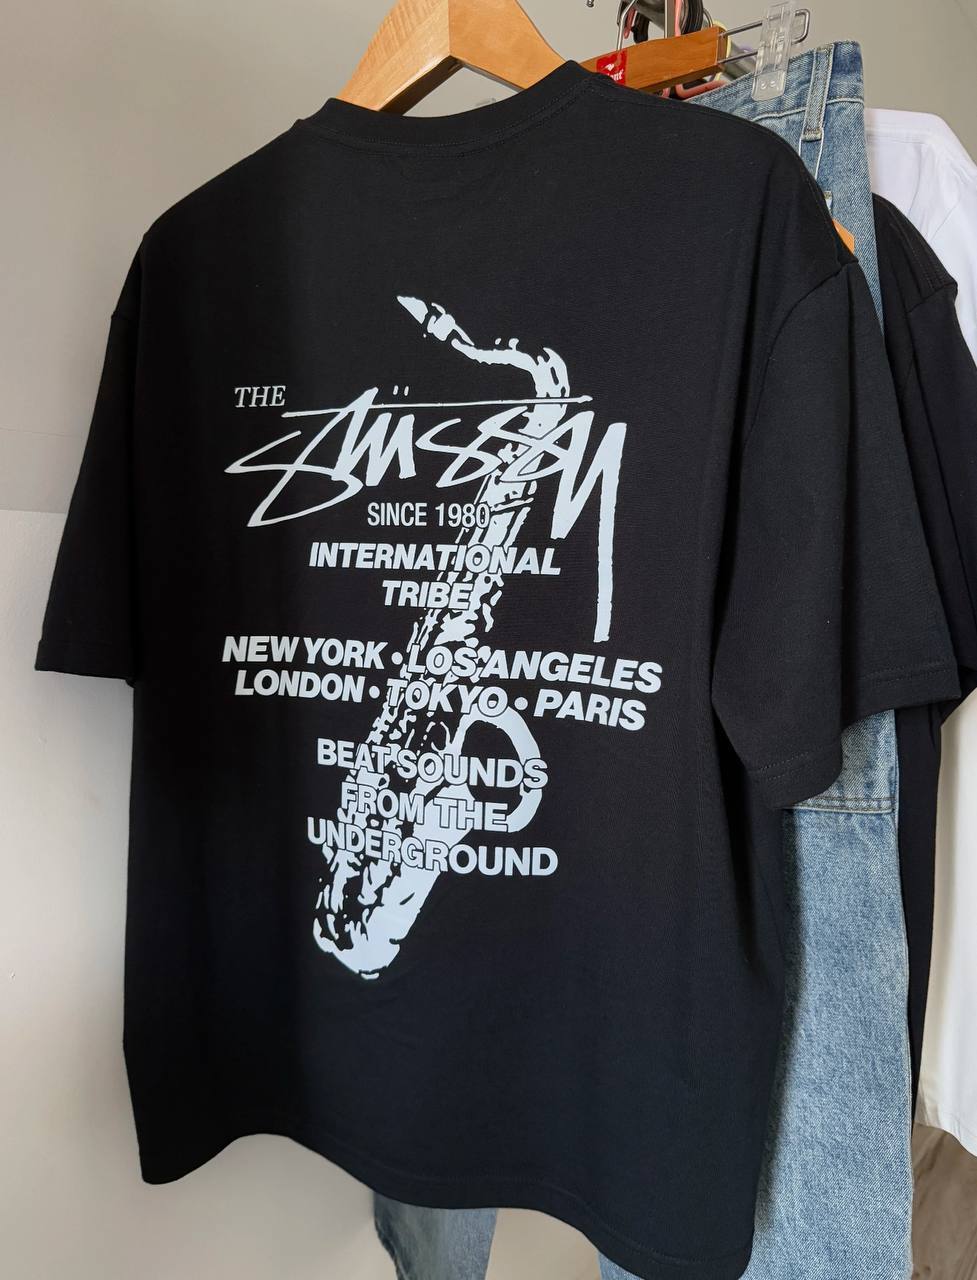 THE
Stüssy
SINCE 1980
INTERNATIONAL
TRIBE
NEW YORK • LOS ANGELES
LONDON • TOKYO • PARIS
BEAT SOUNDS
FROM THE
UNDERGROUND